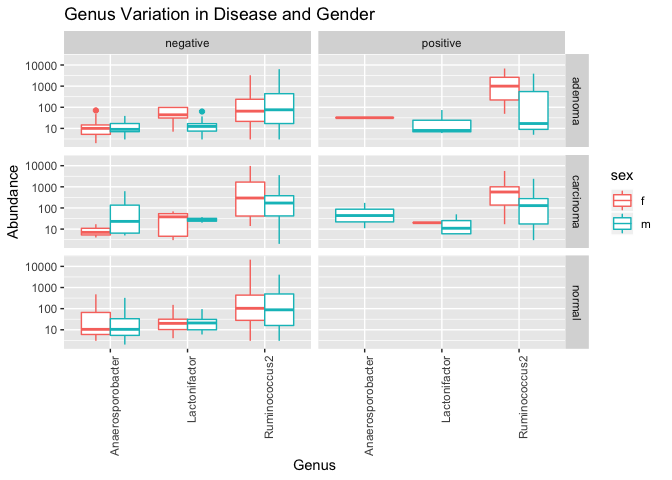 Genus Variation in Disease and Gender
negative
positive
10000
1000
100
10
adenoma
10000
1000
100
10
carcinoma
10000
1000
100
10
normal
Abundance
Anaerosporobacter
Lactonifactor
Ruminococcus2
Anaerosporobacter
Lactonifactor
Ruminococcus2
Genus
sex
f
m